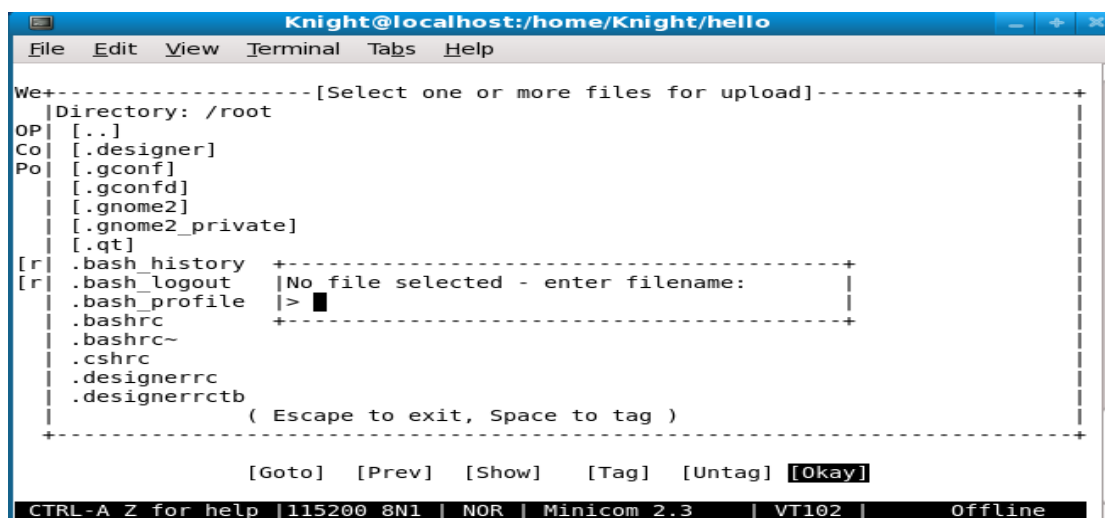 Knight@localhost:/home/Knight/hello
File Edit View Terminal Tabs Help
We+-------------------[Select one or more files for upload]-------------------+
|Directory: /root |
OP| [..] |
Co| [.designer] |
Po| [.gconf] |
| [.gconfd] |
| [.gnome2] |
| [.gnome2_private] |
| [.qt] |
[r| .bash_history +-----------------------------------------+ |
[r| .bash_logout |No file selected - enter filename: | |
| .bash_profile |> | |
| .bashrc +-----------------------------------------+ |
| .bashrc~ |
| .cshrc |
| .designerrc |
| .designerrctb |
| ( Escape to exit, Space to tag ) |
+-----------------------------------------------------------------------------+
[Goto] [Prev] [Show] [Tag] [Untag] [Okay]
CTRL-A Z for help |115200 8N1 | NOR | Minicom 2.3 | VT102 | Offline